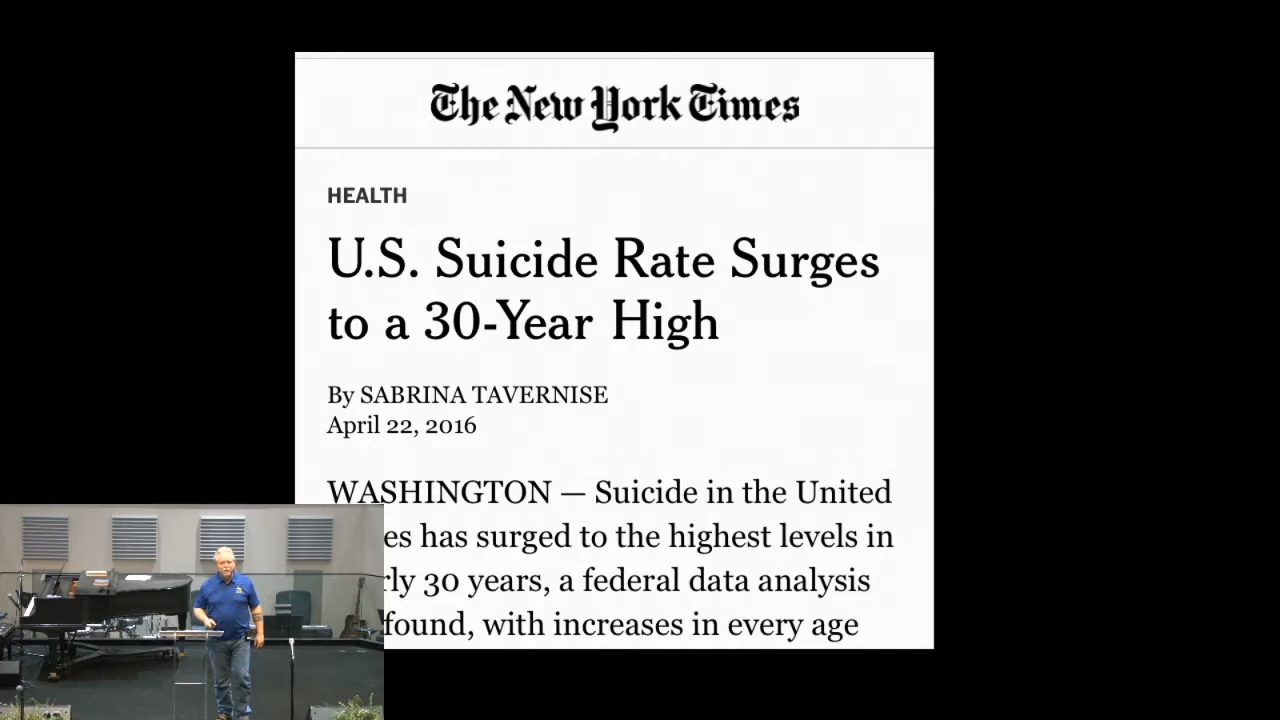 The New York Times
HEALTH
U.S. Suicide Rate Surges
to a 30-Year High
By SABRINA TAVERNISE
April 22, 2016
WASHINGTON — Suicide in the United
es has surged to the highest levels in
rly 30 years, a federal data analysis
found, with increases in every age